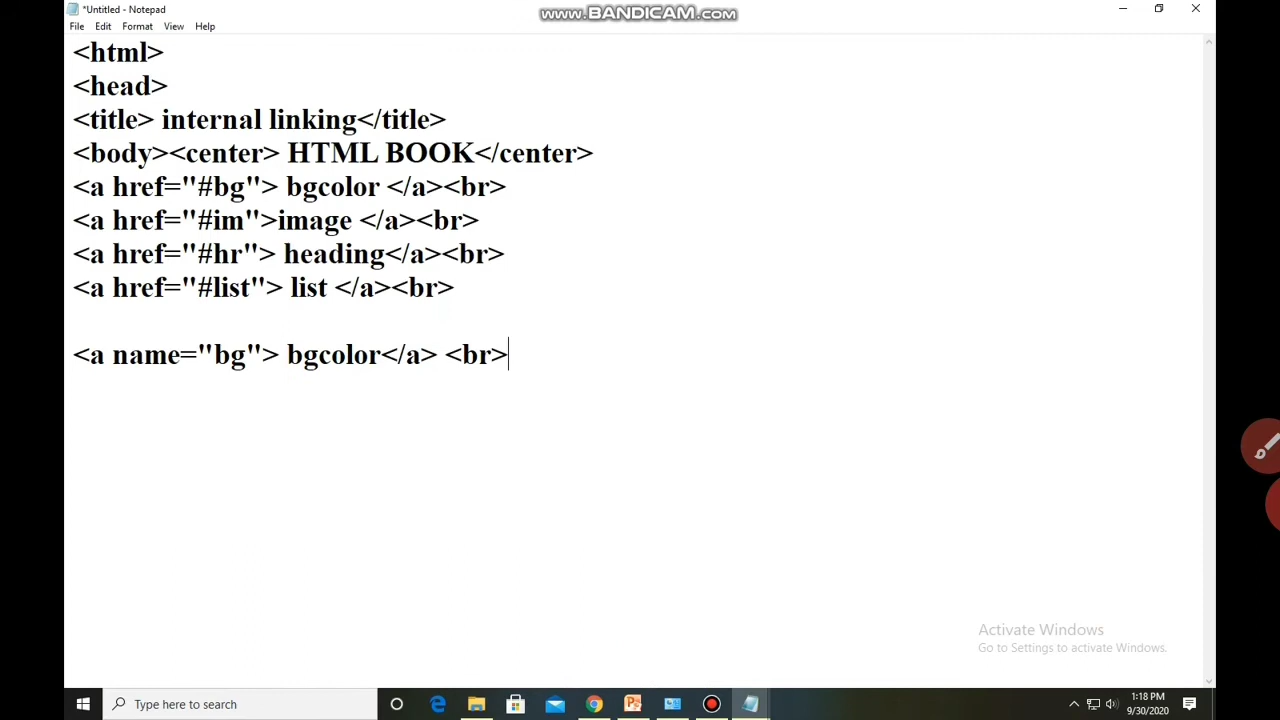 *Untitled - Notepad
www.BANDICAM.com
File Edit Format View Help
<html>
<head>
<title> internal linking</title>
<body><center> HTML BOOK</center>
<a href="#bg"> bgcolor </a><br>
<a href="#im">image </a><br>
<a href="#hr"> heading</a><br>
<a href="#list"> list </a><br>
<a name="bg"> bgcolor</a> <br>
Activate Windows
Go to Settings to activate Windows.
Type here to search
1:18 PM
9/30/2020